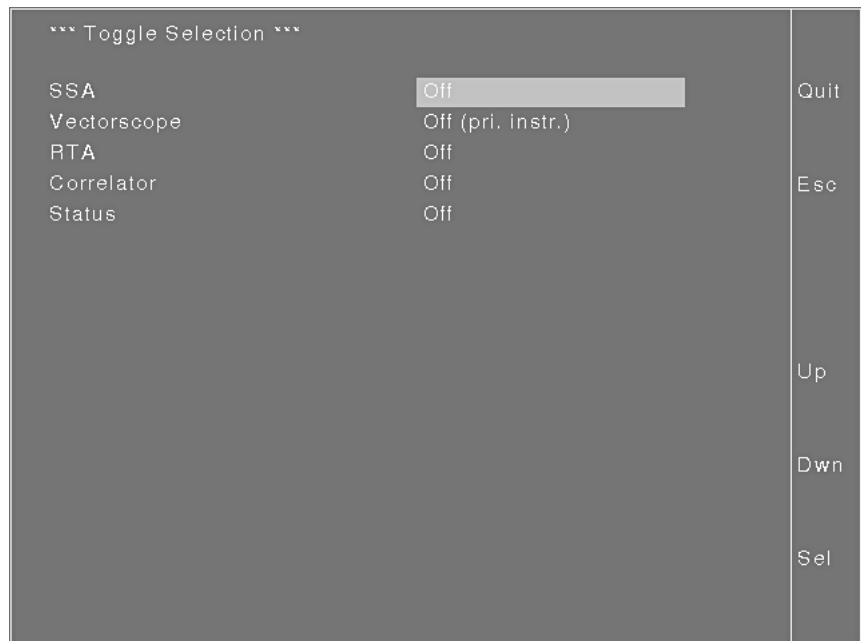 *** Toggle Selection ***
SSA Off Quit
Vectorscope Off (pri. instr.)
RTA Off
Correlator Off Esc
Status Off
Up
Dwn
Sel